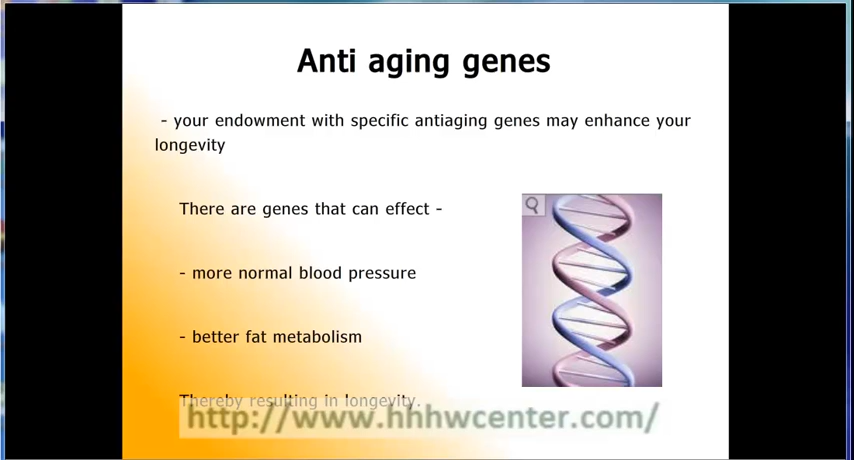 Anti aging genes
- your endowment with specific antiaging genes may enhance your
longevity
There are genes that can effect -
- more normal blood pressure
- better fat metabolism
Thereby resulting in longevity.
http://www.hhhwcenter.com/